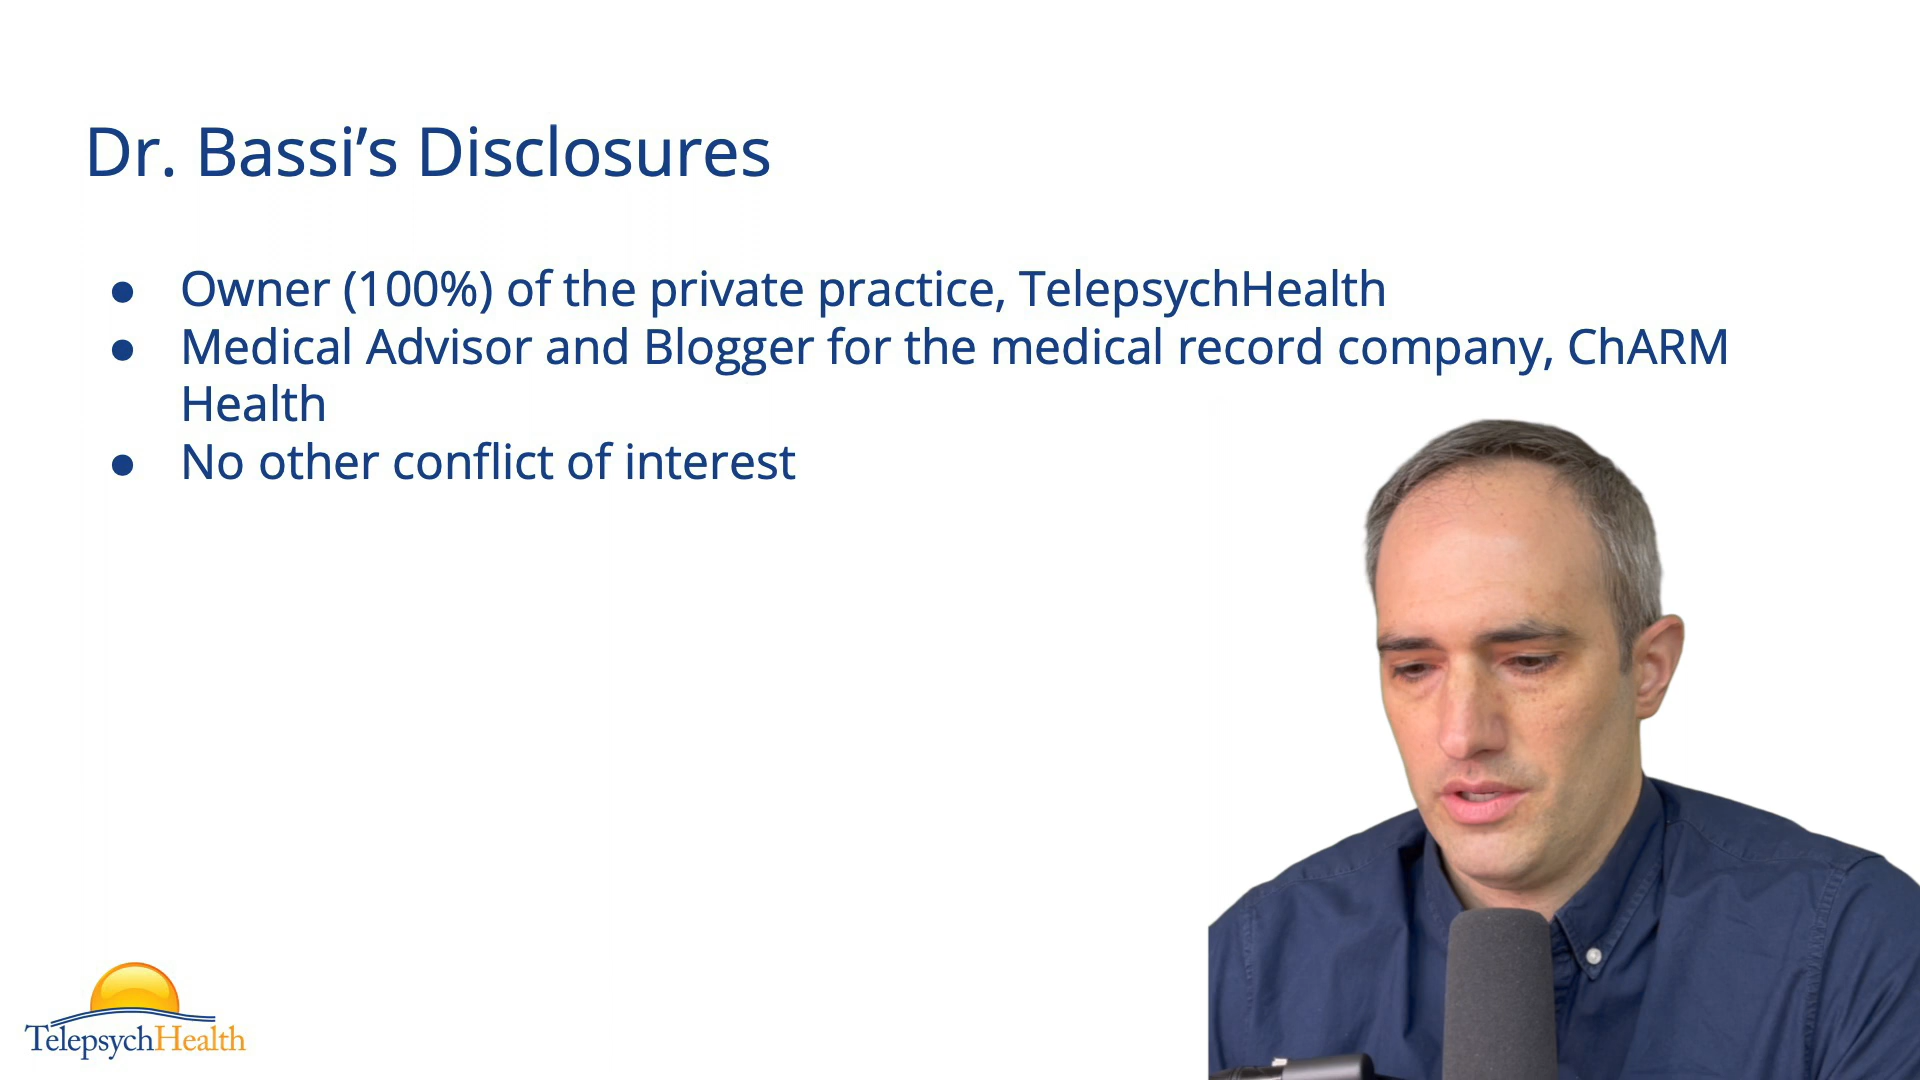 Dr. Bassi’s Disclosures
● Owner (100%) of the private practice, TelepsychHealth
● Medical Advisor and Blogger for the medical record company, ChARM
Health
● No other conflict of interest
TelepsychHealth